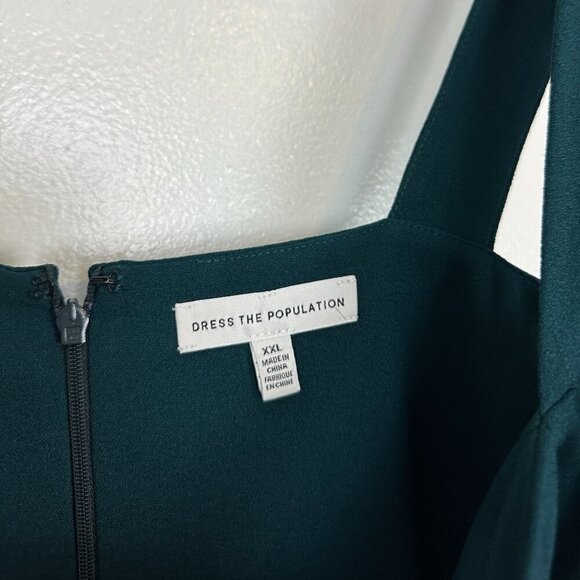 DRESS THE POPULATION
XXL
MADE IN
CHINA
FABRIQUE
EN CHINE